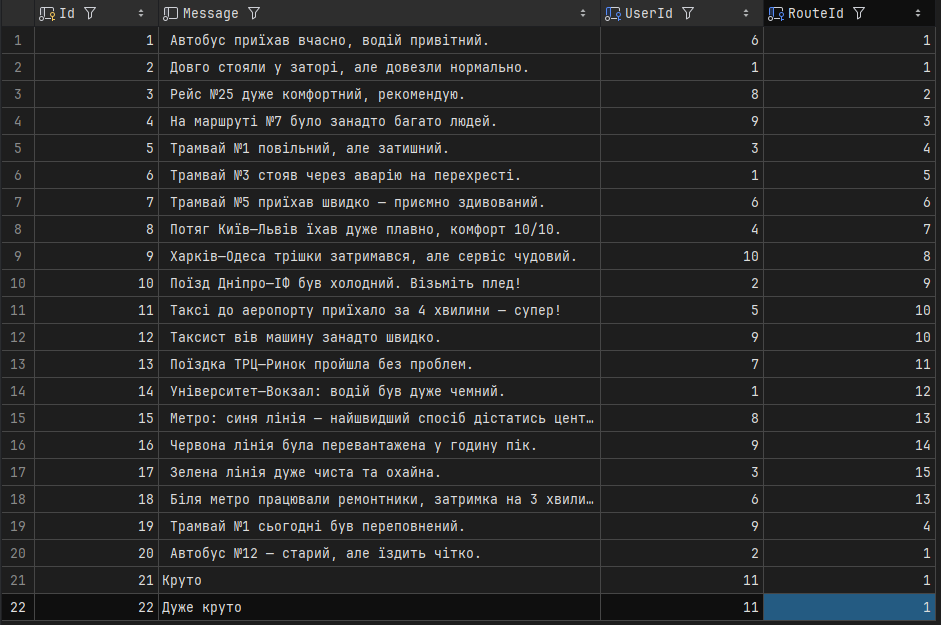 Id Message UserId RouteId
1 1 Автобус приїхав вчасно, водій привітний. 6 1
2 2 Довго стояли у заторі, але довезли нормально. 1 1
3 3 Рейс №25 дуже комфортний, рекомендую. 8 2
4 4 На маршруті №7 було занадто багато людей. 9 3
5 5 Трамвай №1 повільний, але затишний. 3 4
6 6 Трамвай №3 стояв через аварію на перехресті. 1 5
7 7 Трамвай №5 приїхав швидко — приємно здивований. 6 6
8 8 Потяг Київ–Львів їхав дуже плавно, комфорт 10/10. 4 7
9 9 Харків–Одеса трішки затримався, але сервіс чудовий. 10 8
10 10 Поїзд Дніпро–ІФ був холодний. Візьміть плед! 2 9
11 11 Таксі до аеропорту приїхало за 4 хвилини — супер! 5 10
12 12 Таксист вів машину занадто швидко. 9 10
13 13 Поїздка ТРЦ–Ринок пройшла без проблем. 7 11
14 14 Університет–Вокзал: водій був дуже чемний. 1 12
15 15 Метро: синя лінія — найшвидший спосіб дістатись цент… 8 13
16 16 Червона лінія була перевантажена у годину пік. 9 14
17 17 Зелена лінія дуже чиста та охайна. 3 15
18 18 Біля метро працювали ремонтники, затримка на 3 хвили… 6 13
19 19 Трамвай №1 сьогодні був переповнений. 9 4
20 20 Автобус №12 — старий, але їздить чітко. 2 1
21 21 Круто 11 1
22 22 Дуже круто 11 1